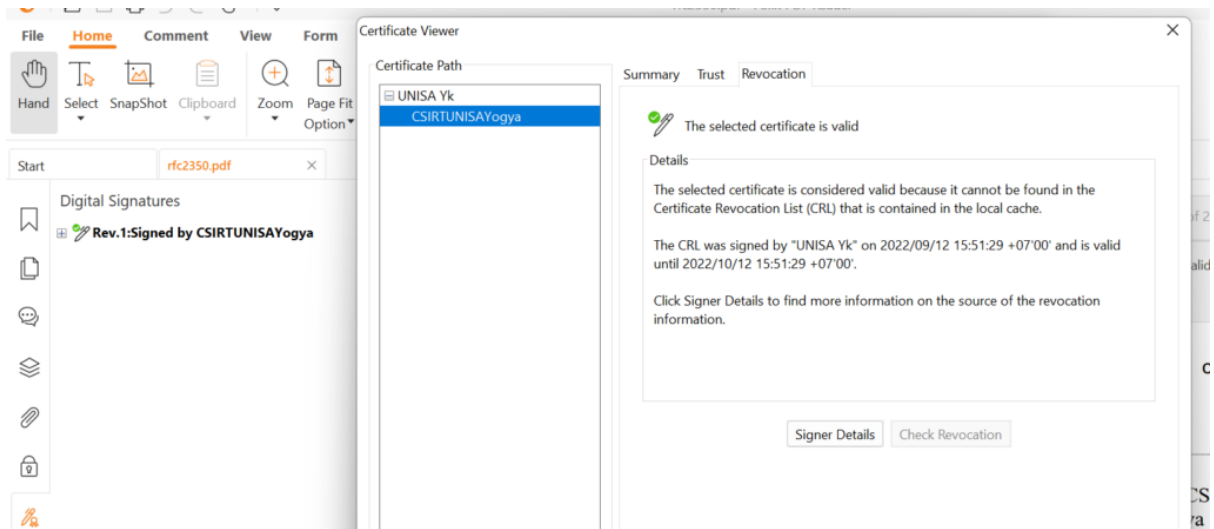 File Home Comment View Form
Hand Select SnapShot Clipboard Zoom Page Fit
Option
Start rfc2350.pdf
Digital Signatures
Rev.1:Signed by CSIRTUNISAYogya
Certificate Viewer
Certificate Path
UNISA Yk
CSIRTUNISAYogya
Summary Trust Revocation
The selected certificate is valid
Details
The selected certificate is considered valid because it cannot be found in the
Certificate Revocation List (CRL) that is contained in the local cache.
The CRL was signed by "UNISA Yk" on 2022/09/12 15:51:29 +07'00' and is valid
until 2022/10/12 15:51:29 +07'00'.
Click Signer Details to find more information on the source of the revocation
information.
Signer Details Check Revocation